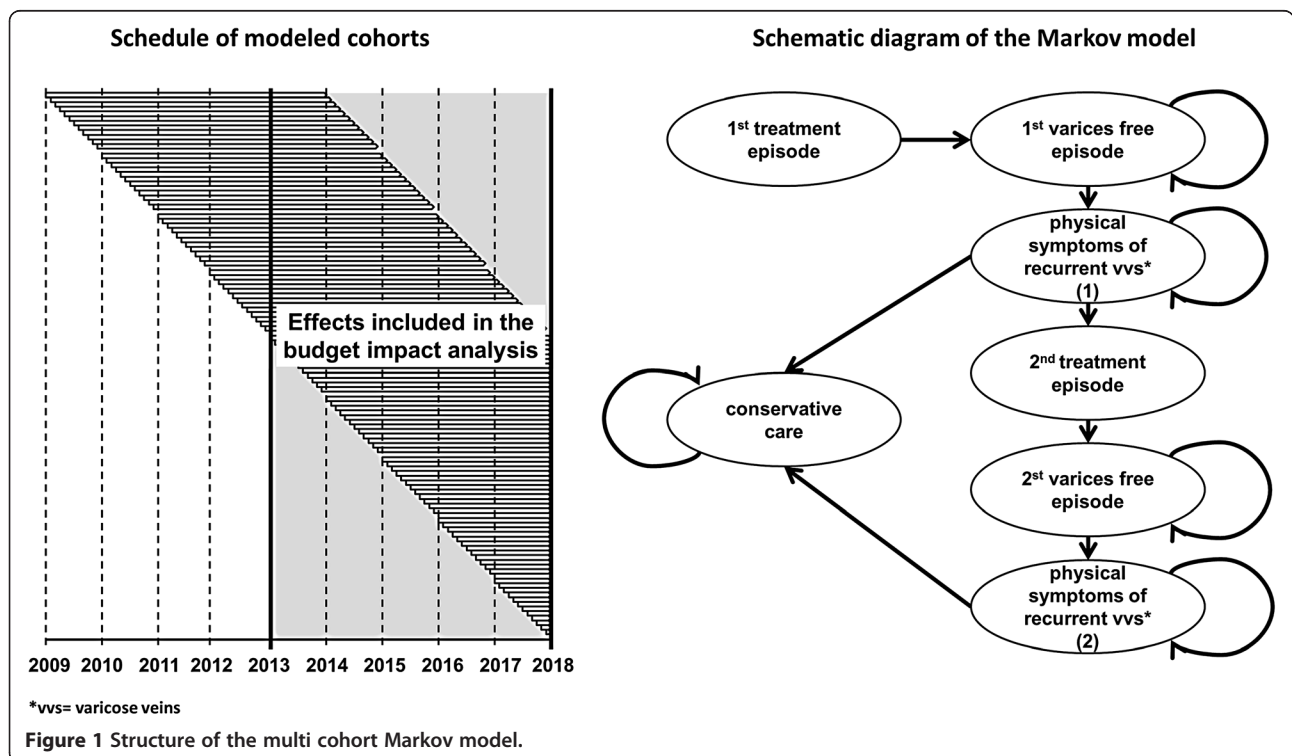 Schedule of modeled cohorts
Effects included in the
budget impact analysis
2009 2010 2011 2012 2013 2014 2015 2016 2017 2018
*vvs= varicose veins
Schematic diagram of the Markov model
1st treatment
episode
1st varices free
episode
physical
symptoms of
recurrent vvs*
(1)
2nd treatment
episode
conservative
care
2st varices free
episode
physical
symptoms of
recurrent vvs*
(2)
Figure 1 Structure of the multi cohort Markov model.